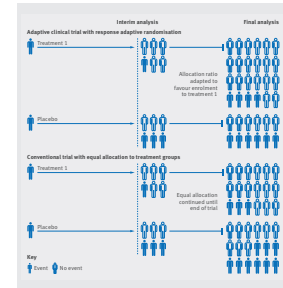 Interim analysis
Final analysis
Adaptive clinical trial with response adaptive randomisation
Treatment 1
Allocation ratio
adapted to
favour enrolment
to treatment 1
Placebo
Conventional trial with equal allocation to treatment groups
Treatment 1
Equal allocation
continued until
end of trial
Placebo
Key
Event
No event